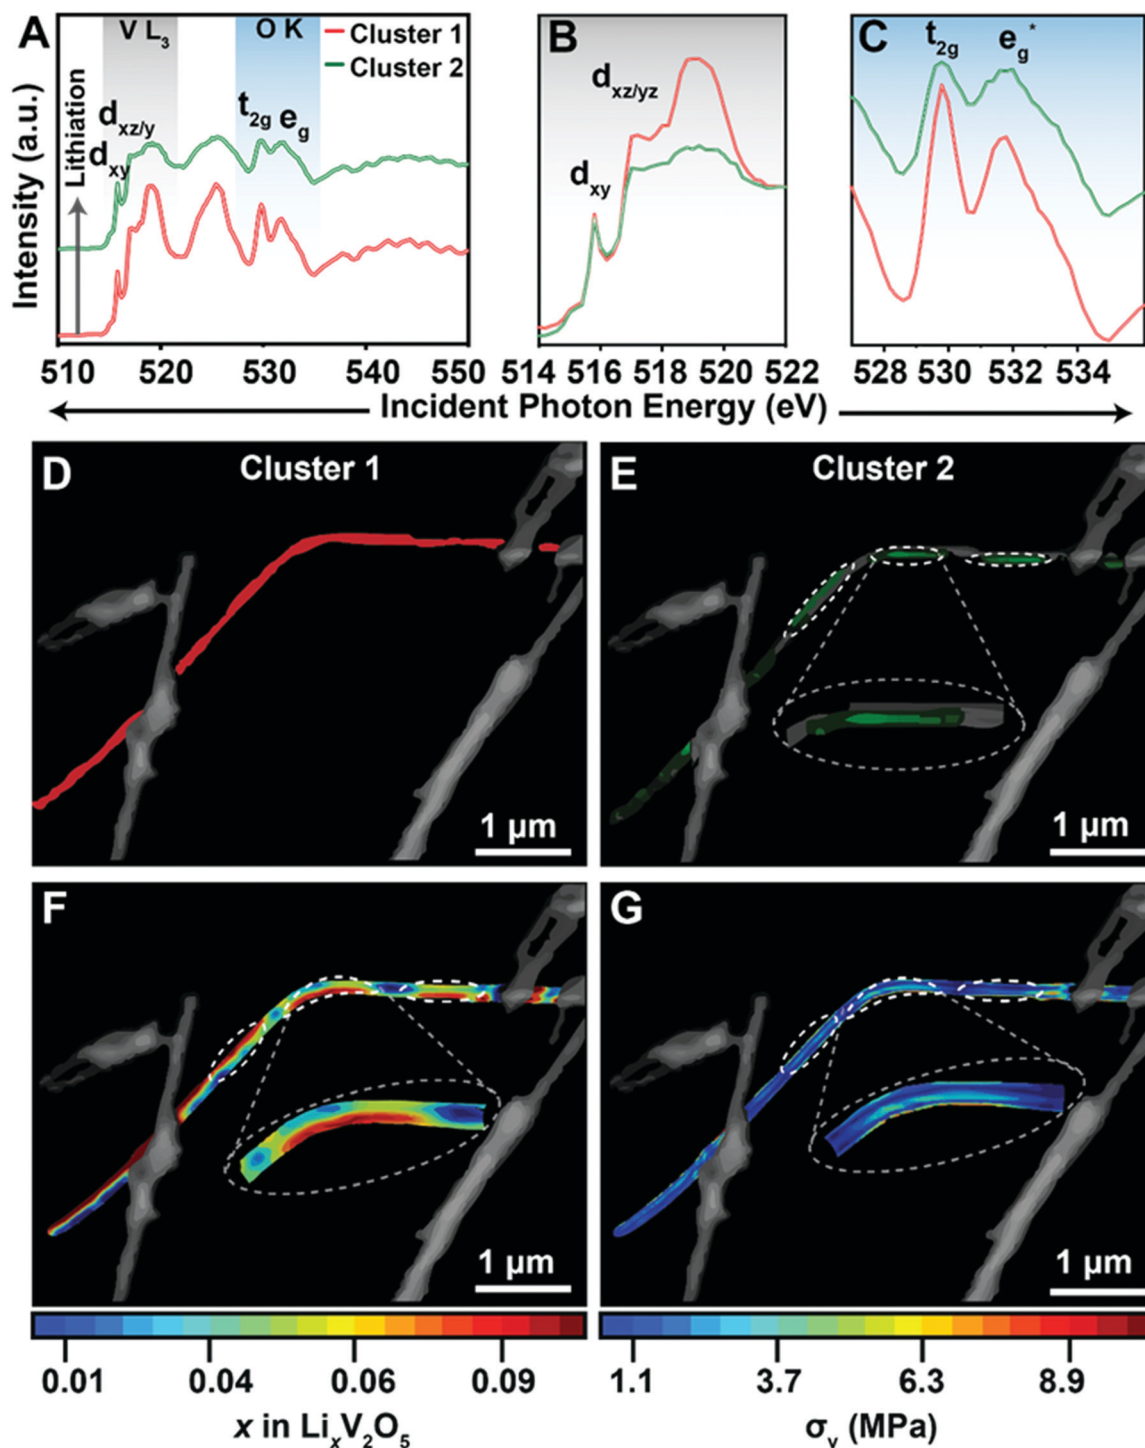 A
V L3
O K
Cluster 1
Cluster 2
dxz/y
dxy
t2g
eg
Lithiation
Intensity (a.u.)
510 520 530 540 550
B
dxz/yz
dxy
514 516 518 520 522
C
t2g
eg*
528 530 532 534
Incident Photon Energy (eV)
D
Cluster 1
1 µm
E
Cluster 2
1 µm
F
1 µm
G
1 µm
0.01 0.04 0.06 0.09
x in LixV2O5
1.1 3.7 6.3 8.9
σv (MPa)